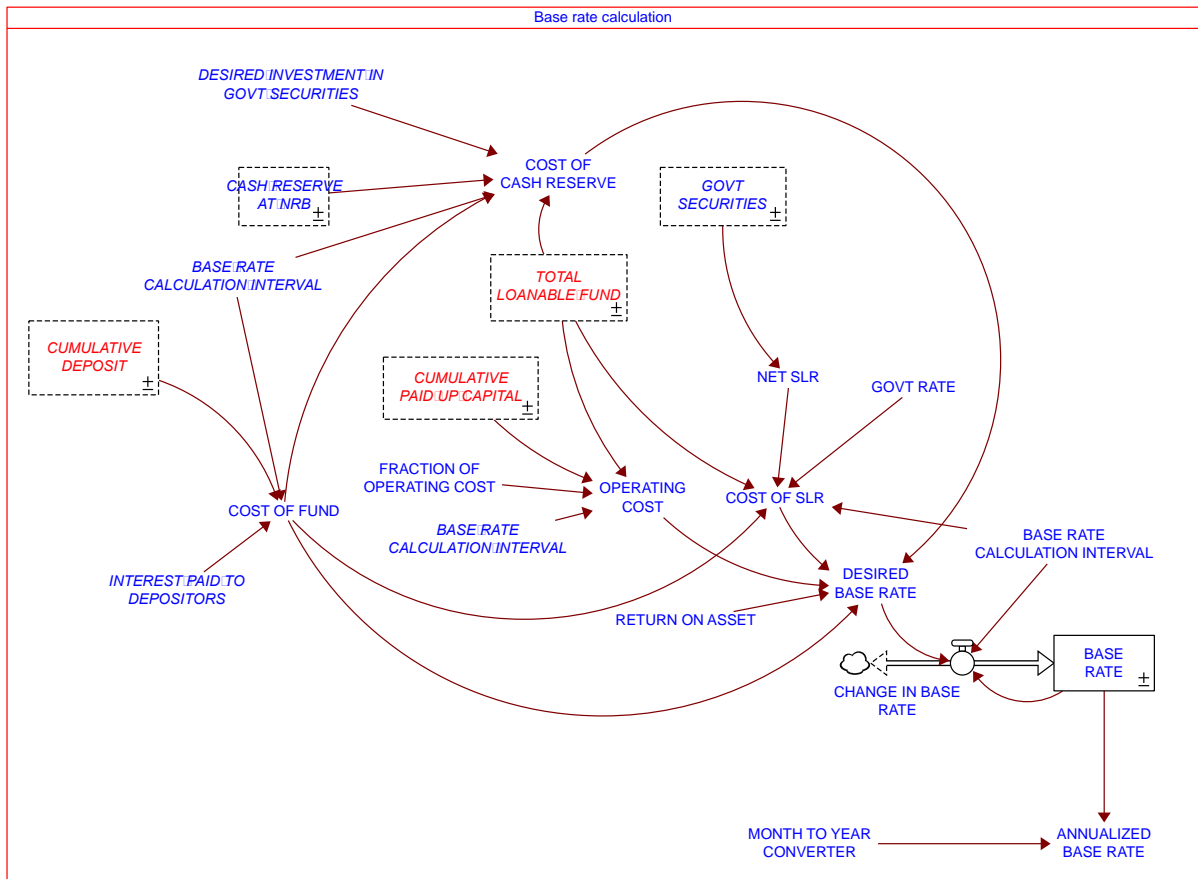 Base rate calculation
DESIRED INVESTMENT IN
GOVT SECURITIES
COST OF
CASH RESERVE
CASH RESERVE
AT NRB
±
GOVT
SECURITIES
±
BASE RATE
CALCULATION INTERVAL
TOTAL
LOANABLE FUND
±
CUMULATIVE
DEPOSIT
±
CUMULATIVE
PAID UP CAPITAL
±
NET SLR
GOVT RATE
FRACTION OF
OPERATING COST
OPERATING
COST
COST OF SLR
COST OF FUND
BASE RATE
CALCULATION INTERVAL
BASE RATE
CALCULATION INTERVAL
INTEREST PAID TO
DEPOSITORS
DESIRED
BASE RATE
RETURN ON ASSET
BASE
RATE
±
CHANGE IN BASE
RATE
MONTH TO YEAR
CONVERTER
ANNUALIZED
BASE RATE